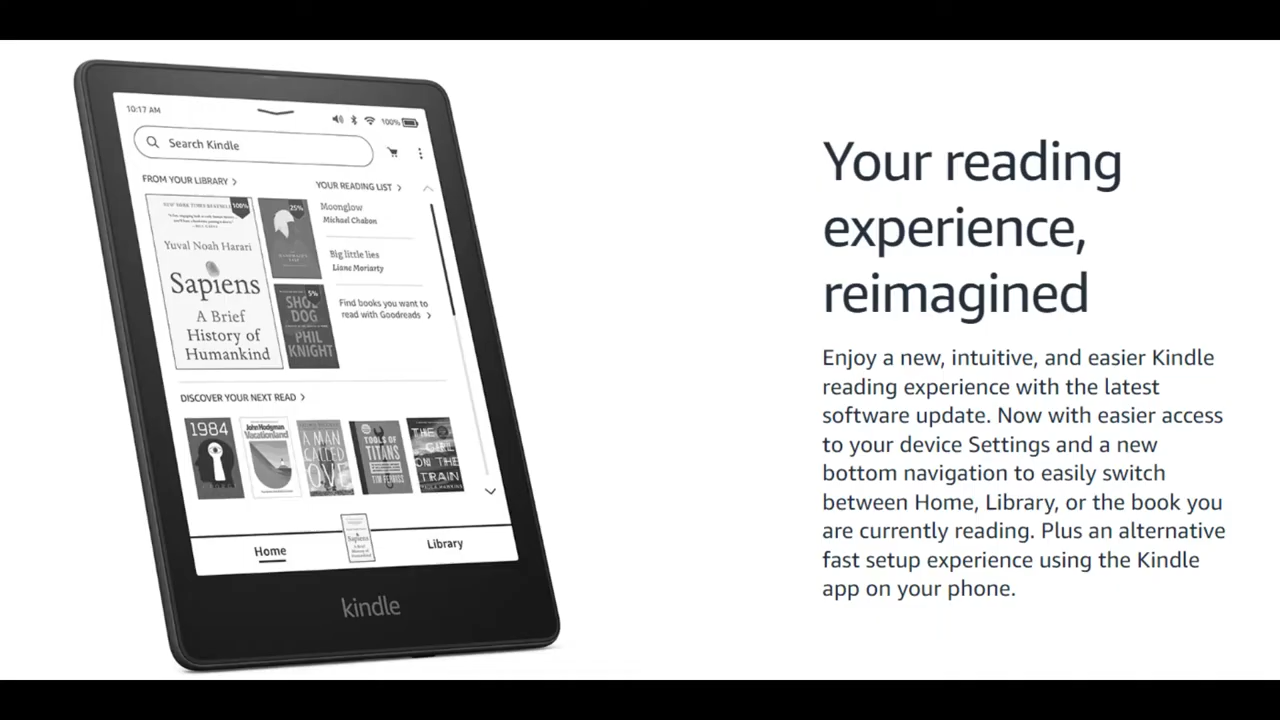 10:17 AM
100%
Search Kindle
FROM YOUR LIBRARY
YOUR READING LIST
100%
Yuval Noah Harari
Sapiens
A Brief
History of
Humankind
25%
5%
SHOE
DOG
PHIL
KNIGHT
Moonglow
Michael Chabon
Big little lies
Liane Moriarty
Find books you want to
read with Goodreads
DISCOVER YOUR NEXT READ
1984
John Hodgman
Vacationland
A MAN
CALLED
OVE
TOOLS OF
TITANS
TIM FERRISS
THE GIRL
ON THE
TRAIN
Home
Sapiens
Library
kindle
Your reading
experience,
reimagined
Enjoy a new, intuitive, and easier Kindle
reading experience with the latest
software update. Now with easier access
to your device Settings and a new
bottom navigation to easily switch
between Home, Library, or the book you
are currently reading. Plus an alternative
fast setup experience using the Kindle
app on your phone.